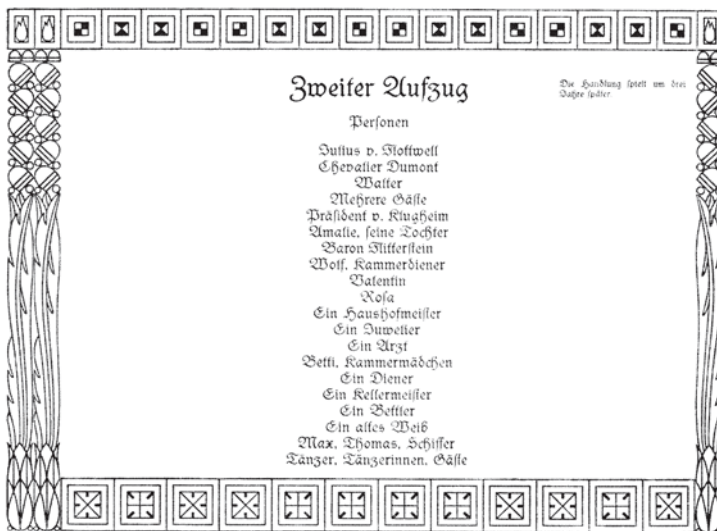 Zweiter Aufzug
Die Handlung spielt um drei
Jahre später.
Personen
Julius v. Flottwell
Chevalier Dumont
Walter
Mehrere Gäste
Präsident v. Klugheim
Amalie, seine Tochter
Baron Flitterstein
Wolf, Kammerdiener
Valentin
Rosa
Ein Haushofmeister
Ein Juwelier
Ein Arzt
Betti, Kammermädchen
Ein Diener
Ein Kellermeister
Ein Bettler
Ein altes Weib
Max, Thomas, Schiffer
Tänzer, Tänzerinnen, Gäste